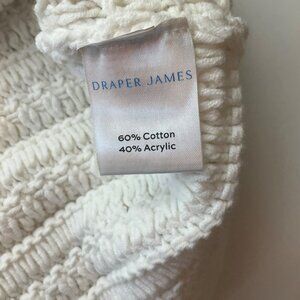 DRAPER JAMES
60% Cotton
40% Acrylic